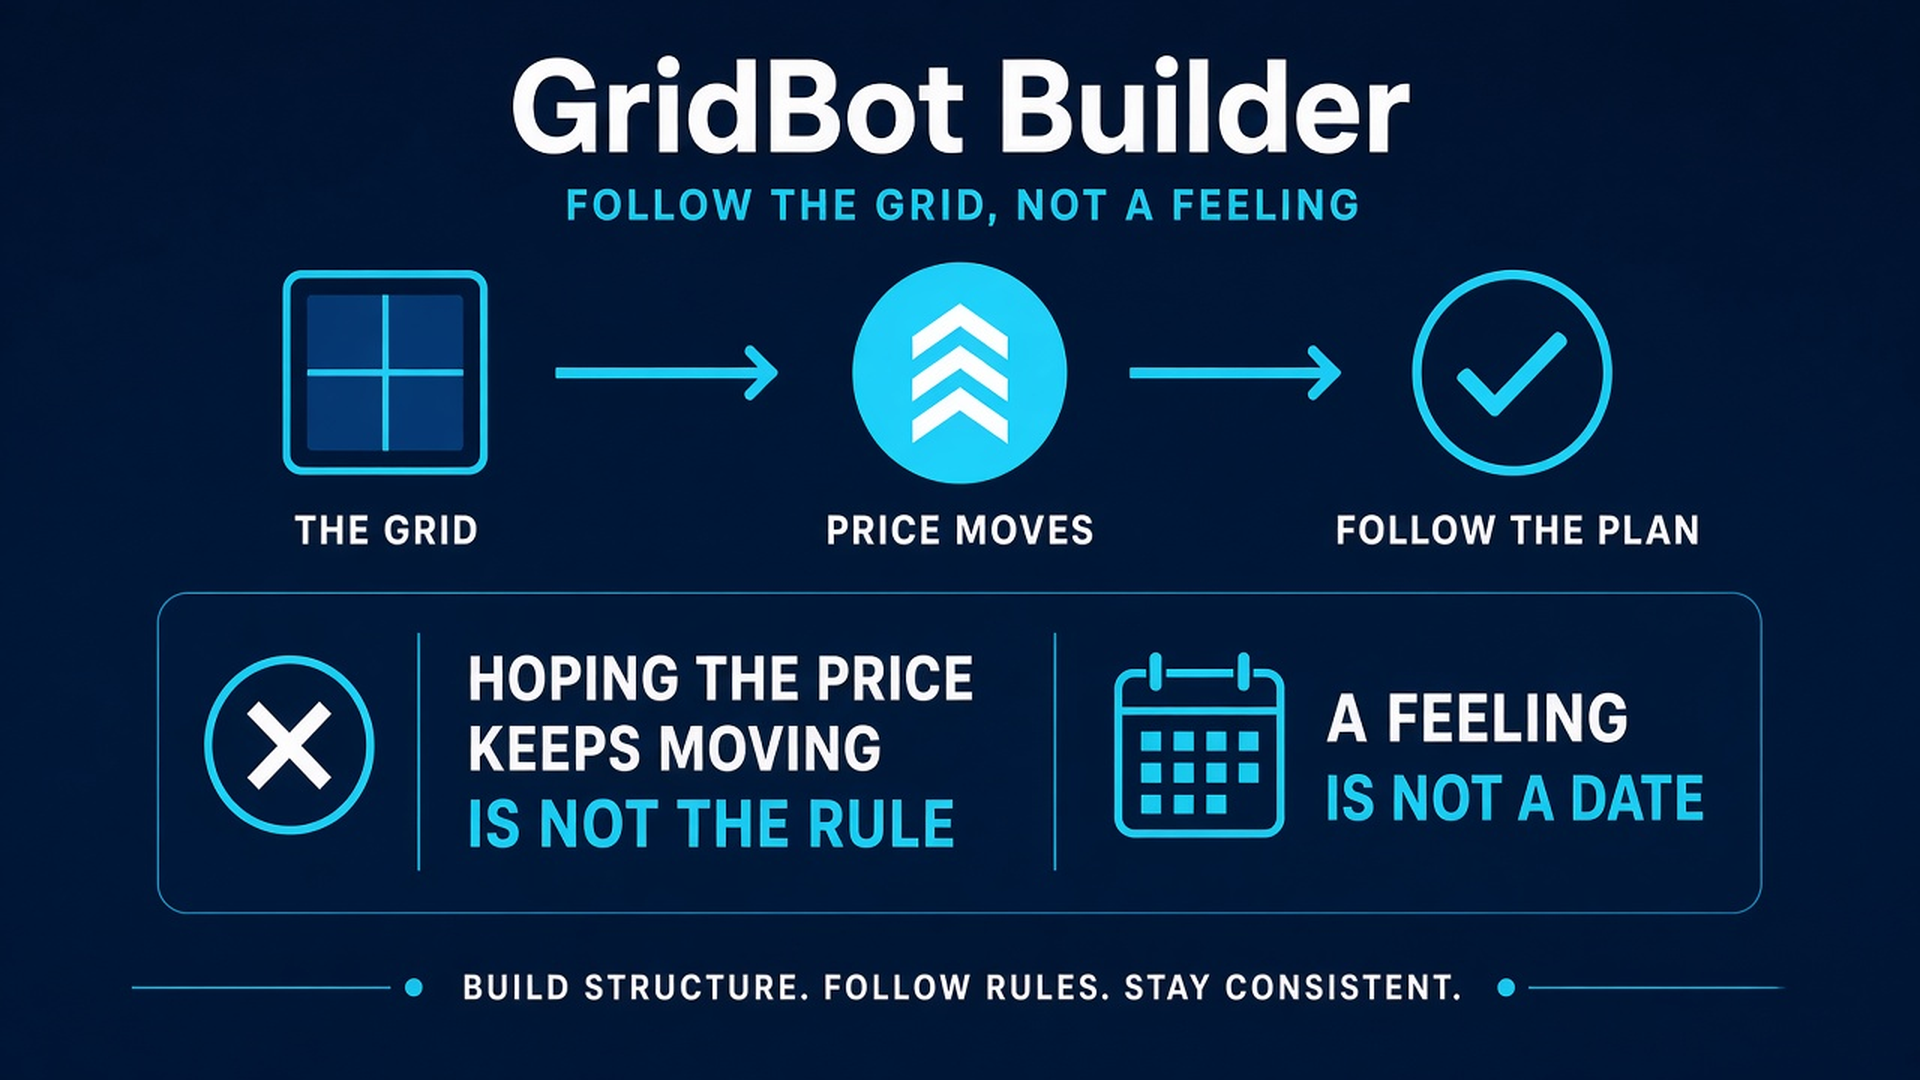 GridBot Builder
FOLLOW THE GRID, NOT A FEELING
THE GRID
PRICE MOVES
FOLLOW THE PLAN
HOPING THE PRICE
KEEPS MOVING
IS NOT THE RULE
A FEELING
IS NOT A DATE
BUILD STRUCTURE. FOLLOW RULES. STAY CONSISTENT.